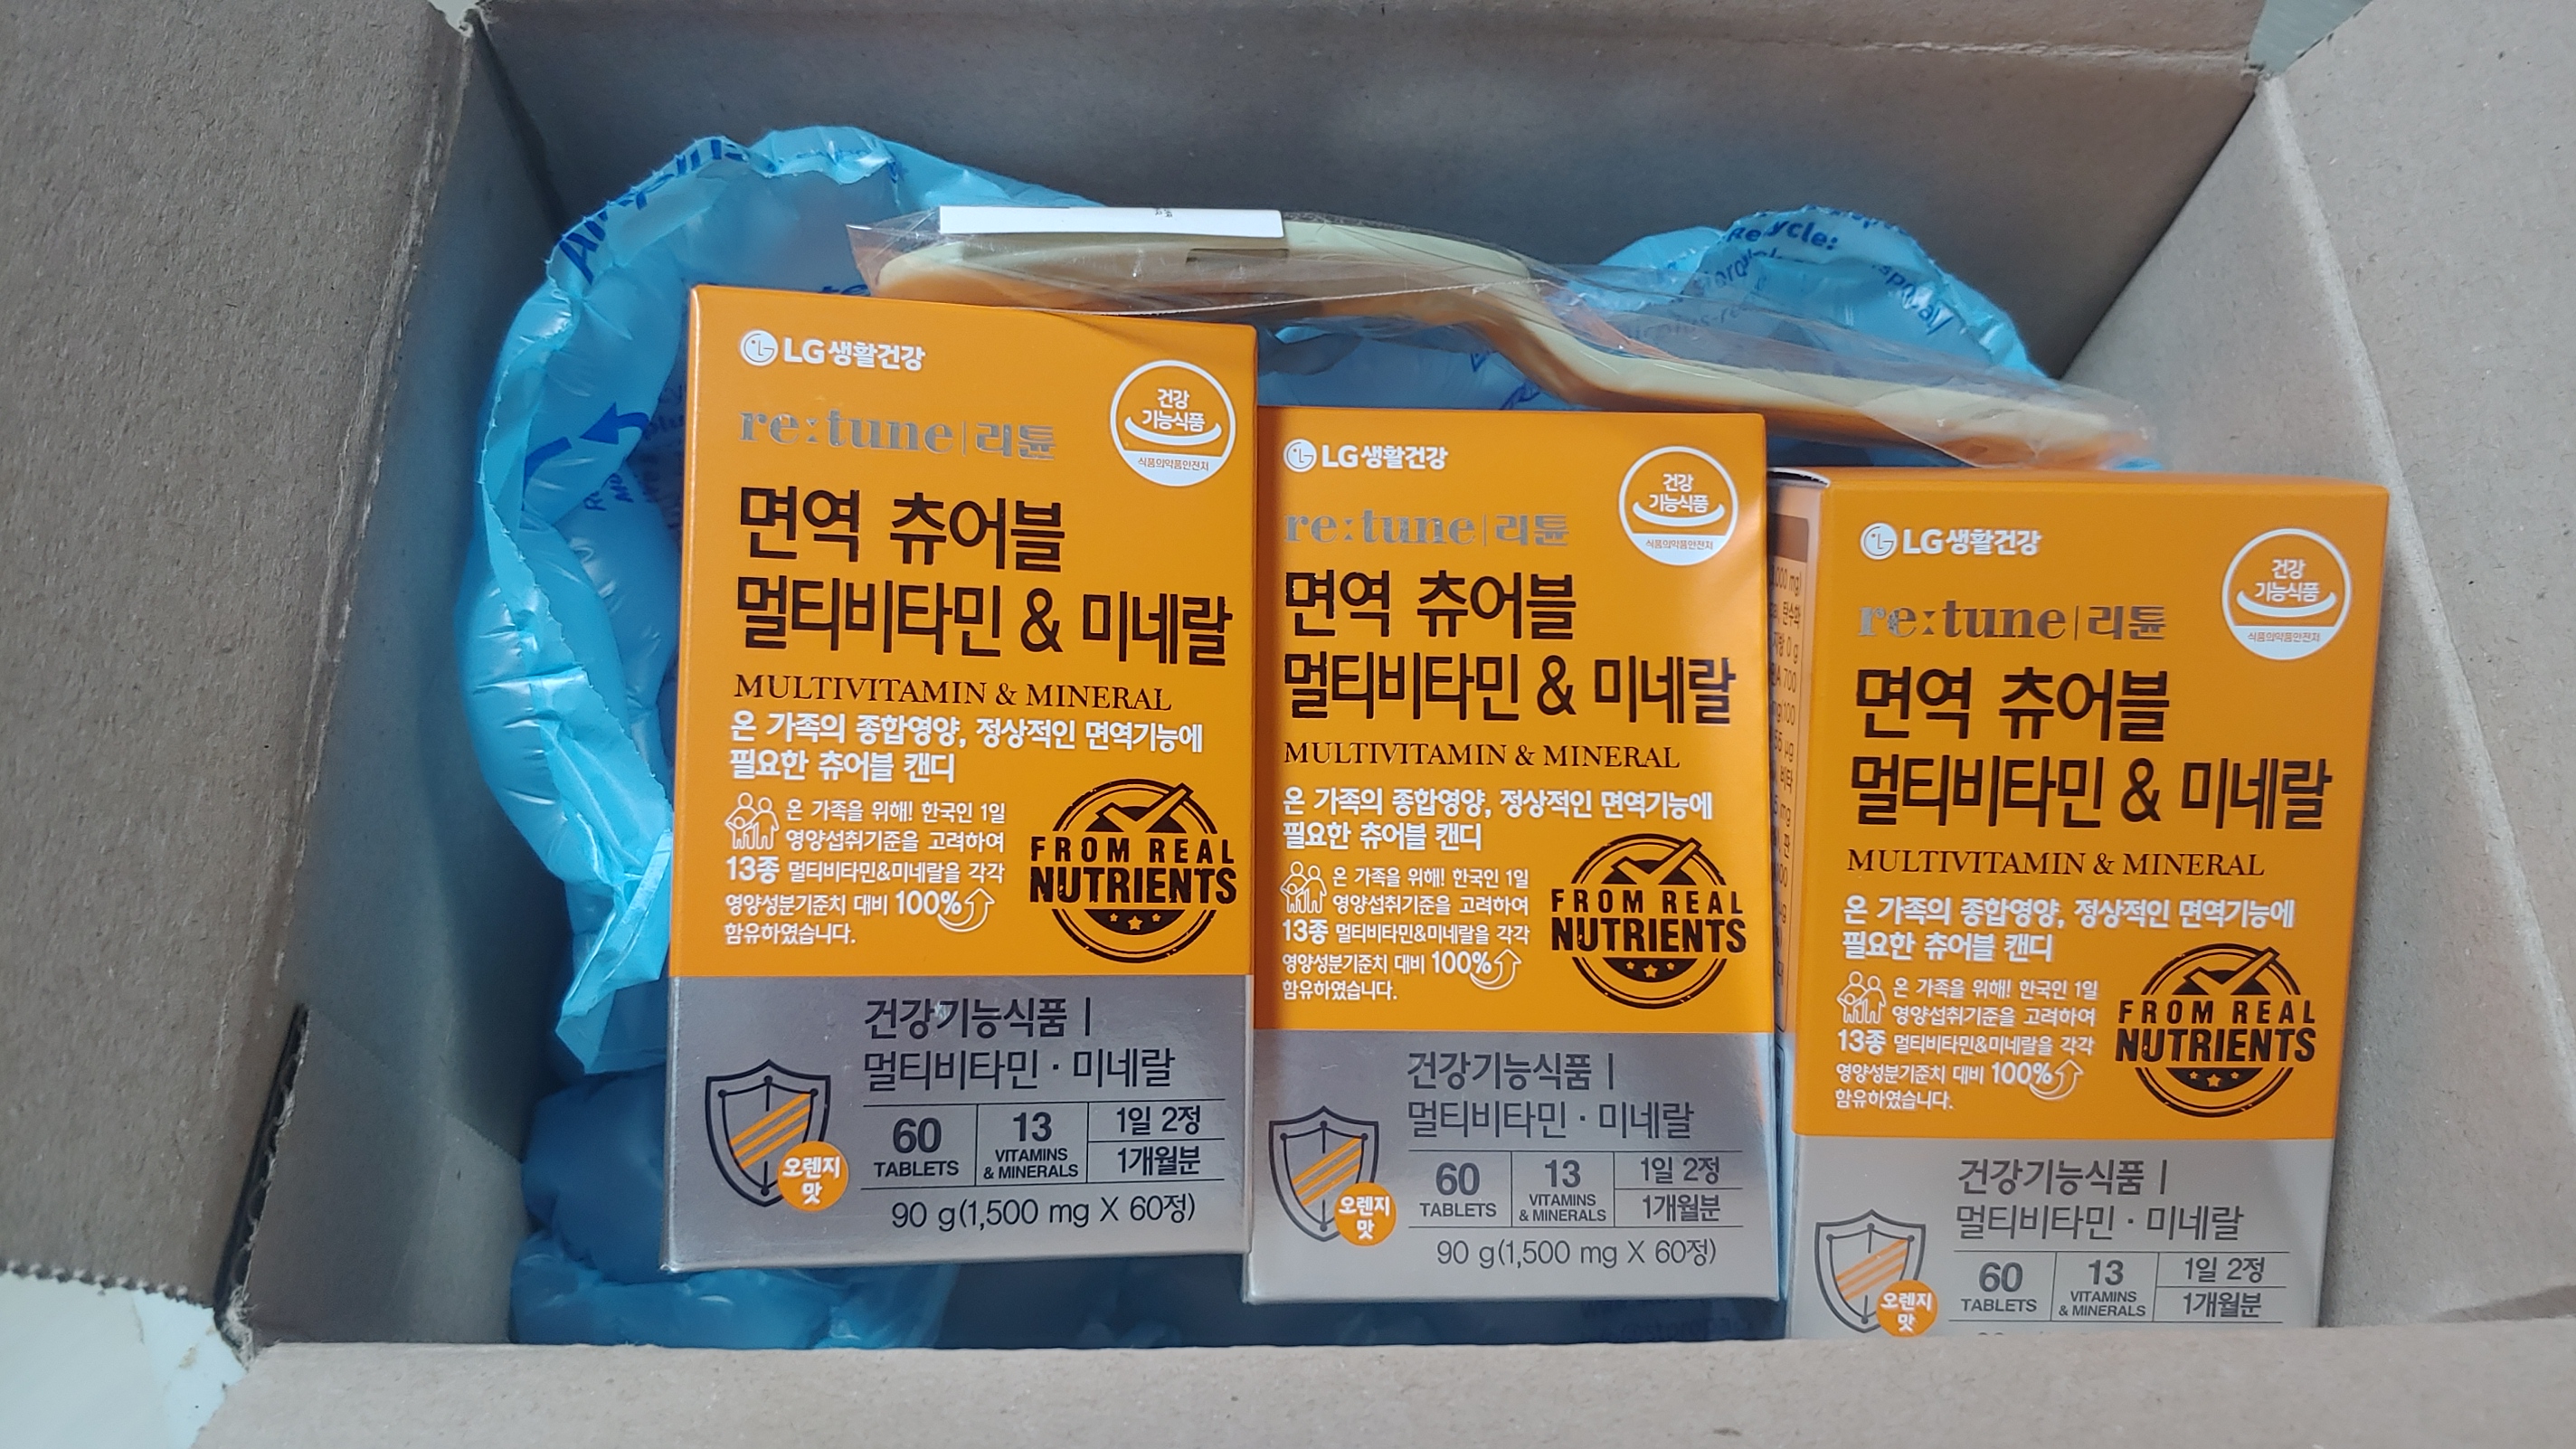 LG생활건강
re:tune|리튠
건강
기능식품
식품의약품안전처
면역 츄어블
멀티비타민 & 미네랄
MULTIVITAMIN & MINERAL
온 가족의 종합영양, 정상적인 면역기능에
필요한 츄어블 캔디
온 가족을 위해! 한국인 1일
영양섭취기준을 고려하여
13종 멀티비타민&미네랄을 각각
영양성분기준치 대비 100%
함유하였습니다.
FROM REAL
NUTRIENTS
건강기능식품 |
멀티비타민 · 미네랄
60
TABLETS
13
VITAMINS
& MINERALS
1일 2정
1개월분
오렌지
맛
90 g(1,500 mg X 60정)
LG생활건강
re:tune|리튠
건강
기능식품
식품의약품안전처
면역 츄어블
멀티비타민 & 미네랄
MULTIVITAMIN & MINERAL
온 가족의 종합영양, 정상적인 면역기능에
필요한 츄어블 캔디
온 가족을 위해! 한국인 1일
영양섭취기준을 고려하여
13종 멀티비타민&미네랄을 각각
영양성분기준치 대비 100%
함유하였습니다.
FROM REAL
NUTRIENTS
건강기능식품 |
멀티비타민 · 미네랄
60
TABLETS
13
VITAMINS
& MINERALS
1일 2정
1개월분
오렌지
맛
90 g(1,500 mg X 60정)
LG생활건강
re:tune|리튠
건강
기능식품
식품의약품안전처
면역 츄어블
멀티비타민 & 미네랄
MULTIVITAMIN & MINERAL
온 가족의 종합영양, 정상적인 면역기능에
필요한 츄어블 캔디
온 가족을 위해! 한국인 1일
영양섭취기준을 고려하여
13종 멀티비타민&미네랄을 각각
영양성분기준치 대비 100%
함유하였습니다.
FROM REAL
NUTRIENTS
건강기능식품 |
멀티비타민 · 미네랄
60
TABLETS
13
VITAMINS
& MINERALS
1일 2정
1개월분
오렌지
맛